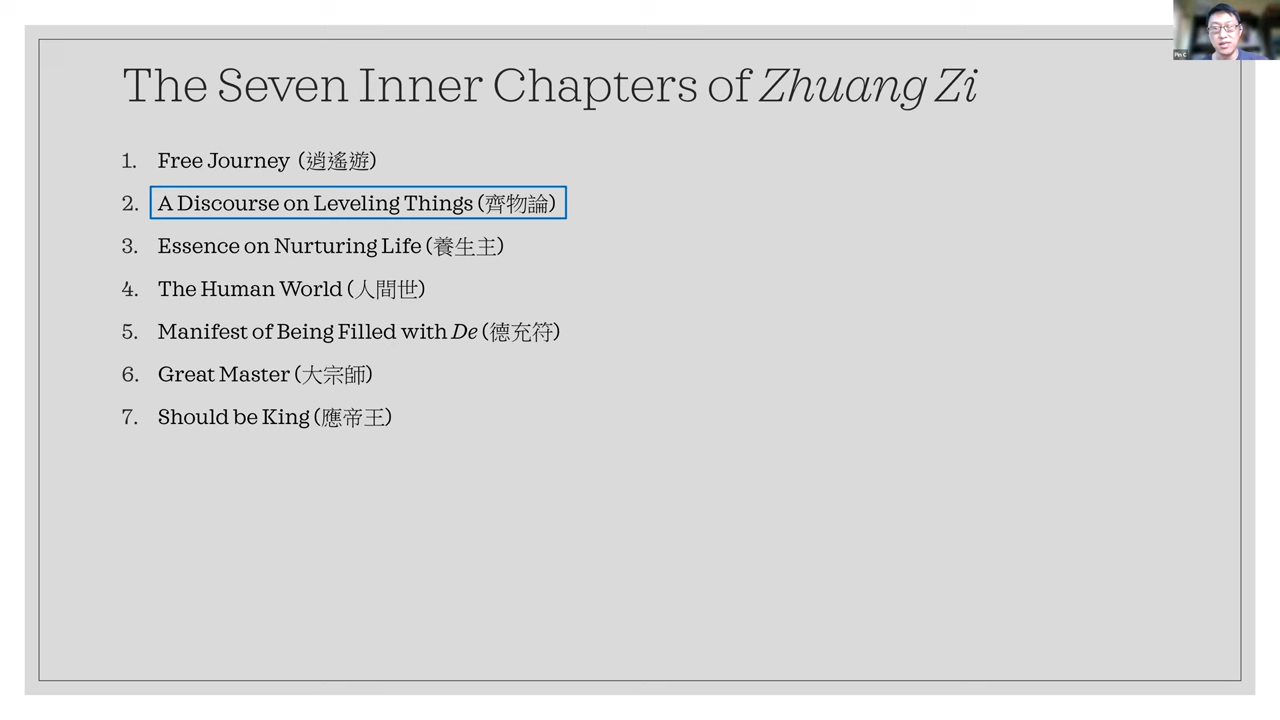 The Seven Inner Chapters of Zhuang Zi
1. Free Journey (逍遙遊)
2. A Discourse on Leveling Things (齊物論)
3. Essence on Nurturing Life (養生主)
4. The Human World (人間世)
5. Manifest of Being Filled with De (德充符)
6. Great Master (大宗師)
7. Should be King (應帝王)